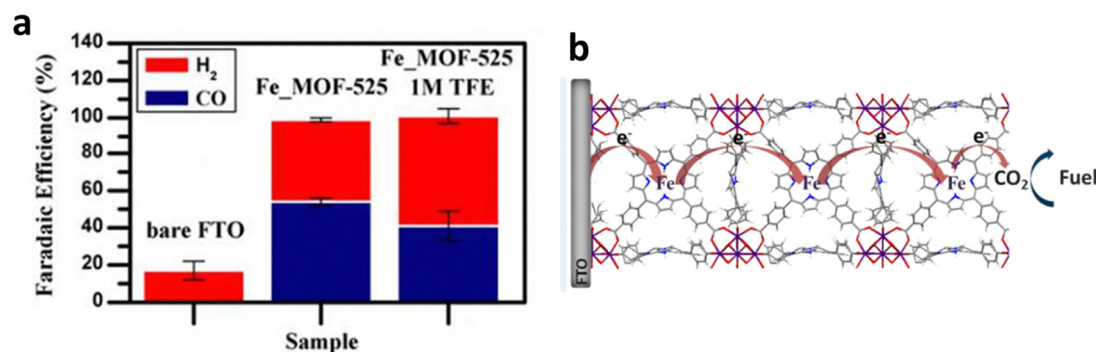 a
Faradaic Efficiency (%)
140
120
100
80
60
40
20
0
H₂
CO
bare FTO
Fe_MOF-525
Fe_MOF-525
1M TFE
Sample
b
FTO
e⁻
e⁻
e⁻
e⁻
Fe
Fe
Fe
CO₂
Fuel